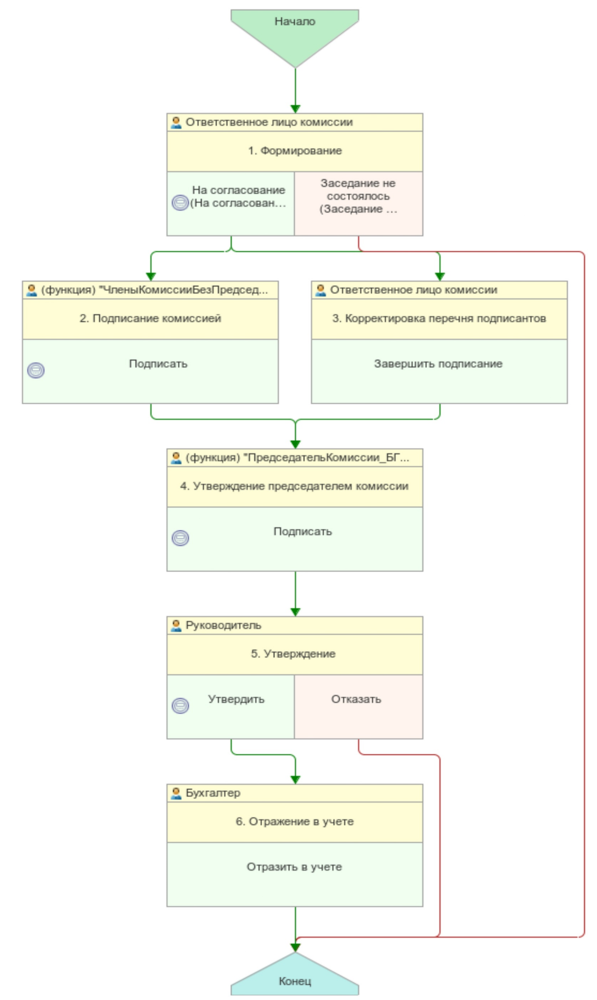 Начало
Ответственное лицо комиссии
1. Формирование
На согласование
(На согласован...
Заседание не
состоялось
(Заседание ...
(функция) "ЧленыКомиссииБезПредсед...
2. Подписание комиссией
Подписать
Ответственное лицо комиссии
3. Корректировка перечня подписантов
Завершить подписание
(функция) "ПредседательКомиссии_БГ...
4. Утверждение председателем комиссии
Подписать
Руководитель
5. Утверждение
Утвердить
Отказать
Бухгалтер
6. Отражение в учете
Отразить в учете
Конец